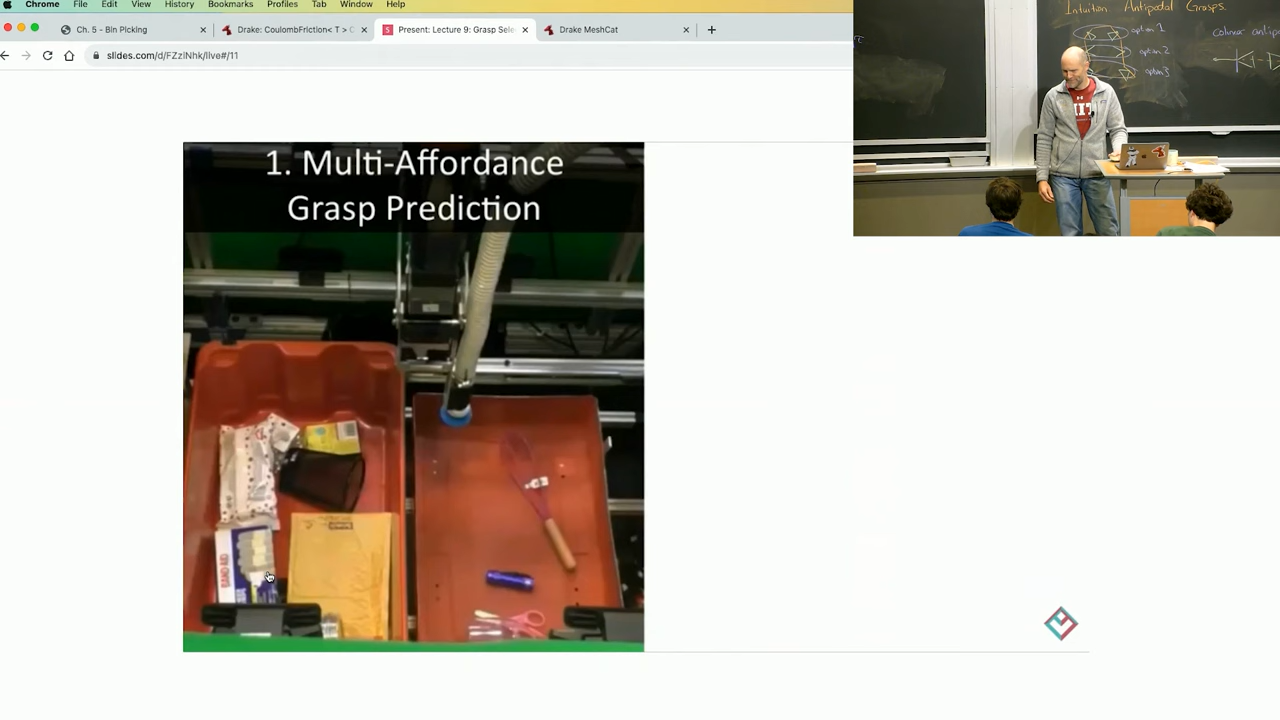 Chrome File Edit View History Bookmarks Profiles Tab Window Help
Ch. 5 - Bin Picking
Drake: CoulombFriction< T > C
Present: Lecture 9: Grasp Sele
Drake MeshCat
slides.com/d/FZziNhk/live#/11
1. Multi-Affordance
Grasp Prediction
BAND-AID
Intuition Antipodal Grasps.
option 1
option 2
option 3